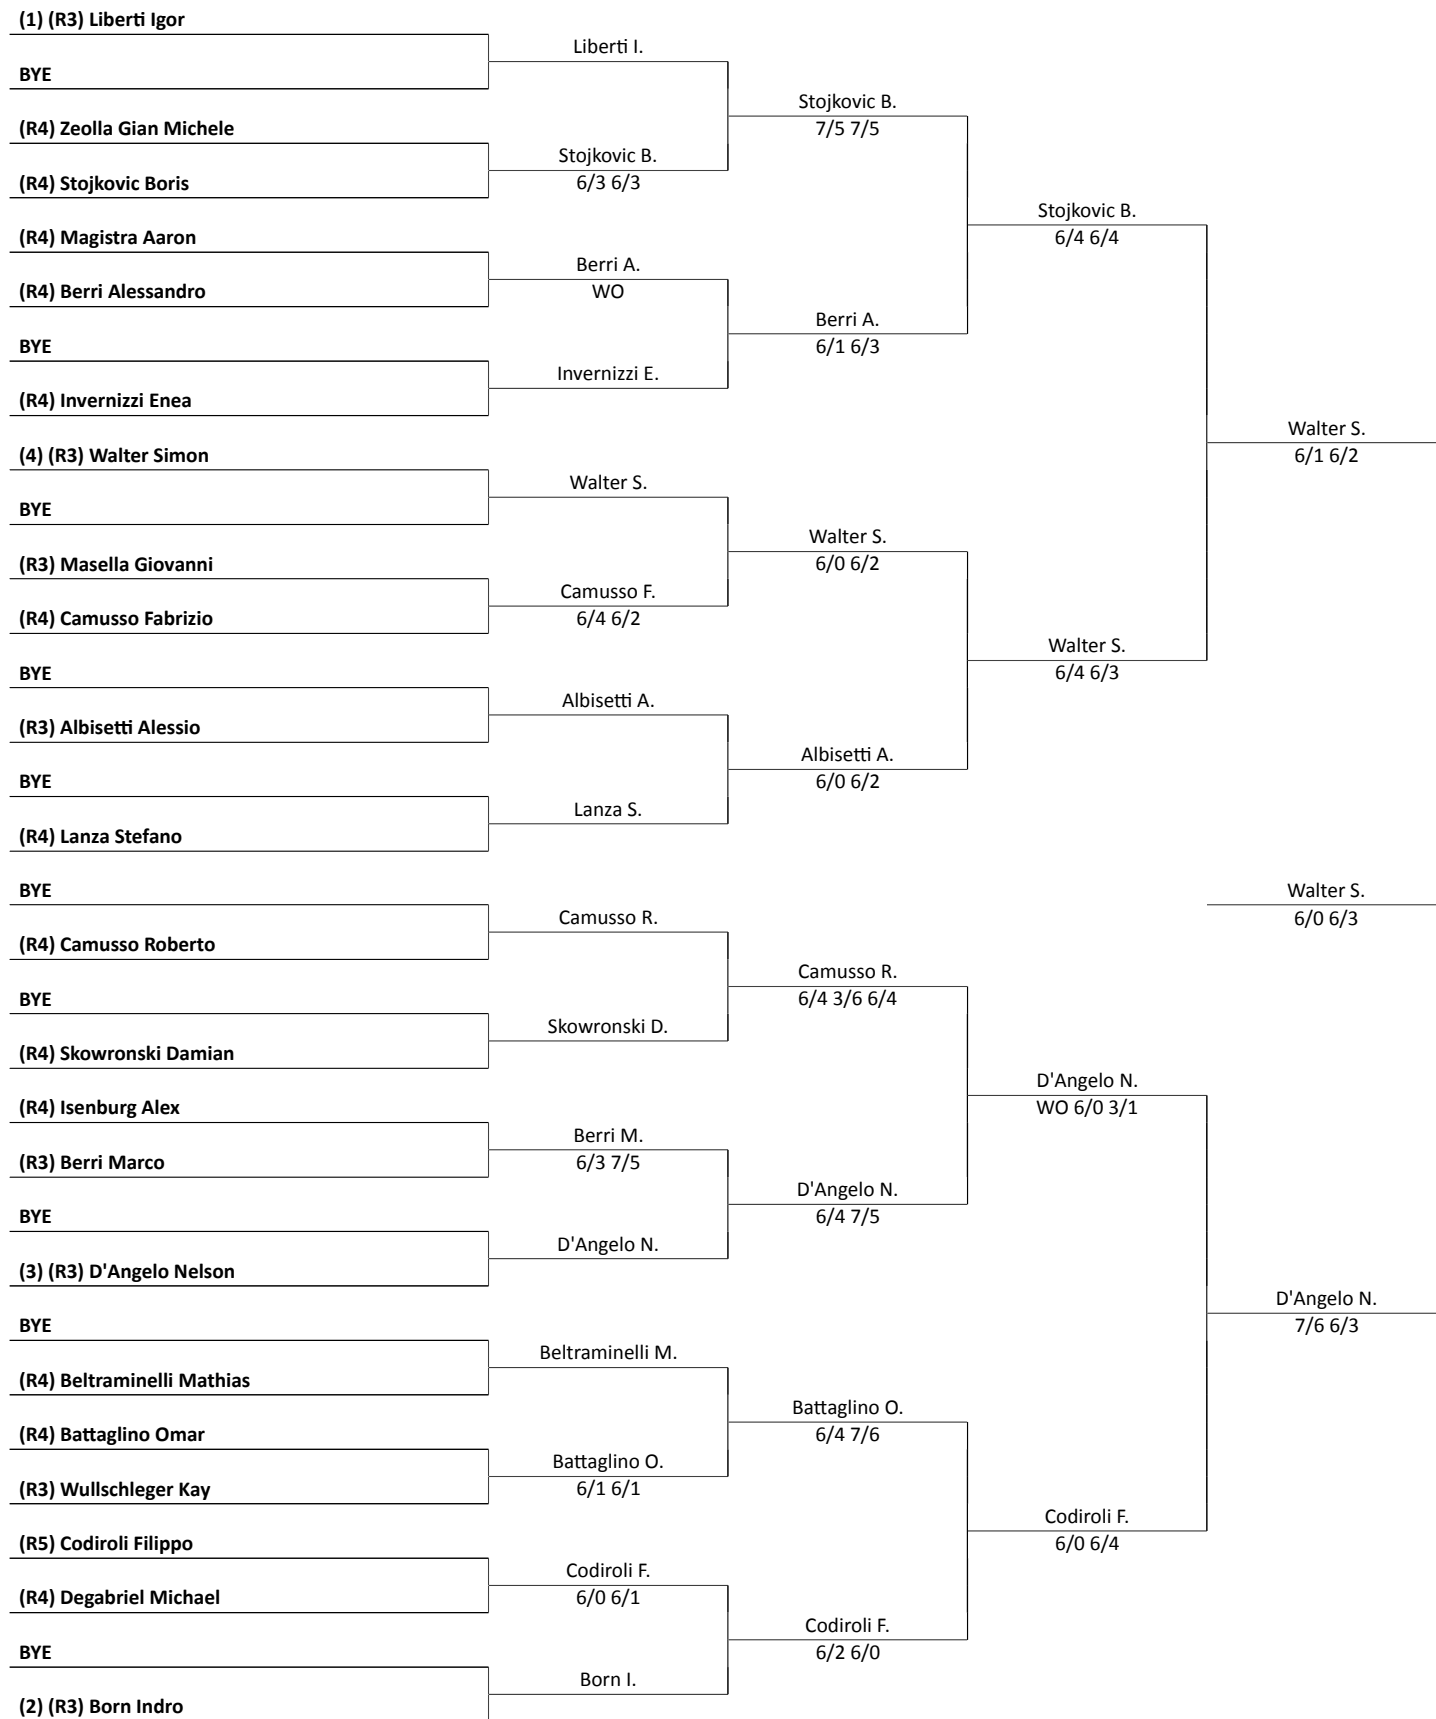 (1) (R3) Liberti Igor
Liberti I.
BYE
Stojkovic B.
7/5 7/5
(R4) Zeolla Gian Michele
Stojkovic B.
6/3 6/3
(R4) Stojkovic Boris
Stojkovic B.
6/4 6/4
(R4) Magistra Aaron
Berri A.
WO
(R4) Berri Alessandro
Berri A.
6/1 6/3
BYE
Invernizzi E.
(R4) Invernizzi Enea
Walter S.
6/1 6/2
(4) (R3) Walter Simon
Walter S.
BYE
Walter S.
6/0 6/2
(R3) Masella Giovanni
Camusso F.
6/4 6/2
(R4) Camusso Fabrizio
Walter S.
6/4 6/3
BYE
Albisetti A.
(R3) Albisetti Alessio
Albisetti A.
6/0 6/2
BYE
Lanza S.
(R4) Lanza Stefano
BYE
Walter S.
6/0 6/3
Camusso R.
(R4) Camusso Roberto
Camusso R.
6/4 3/6 6/4
BYE
Skowronski D.
(R4) Skowronski Damian
D'Angelo N.
WO 6/0 3/1
(R4) Isenburg Alex
Berri M.
6/3 7/5
(R3) Berri Marco
D'Angelo N.
6/4 7/5
BYE
D'Angelo N.
(3) (R3) D'Angelo Nelson
D'Angelo N.
7/6 6/3
BYE
Beltraminelli M.
(R4) Beltraminelli Mathias
Battaglino O.
6/4 7/6
(R4) Battaglino Omar
Battaglino O.
6/1 6/1
(R3) Wullschleger Kay
Codiroli F.
6/0 6/4
(R5) Codiroli Filippo
Codiroli F.
6/0 6/1
(R4) Degabriel Michael
Codiroli F.
6/2 6/0
BYE
Born I.
(2) (R3) Born Indro